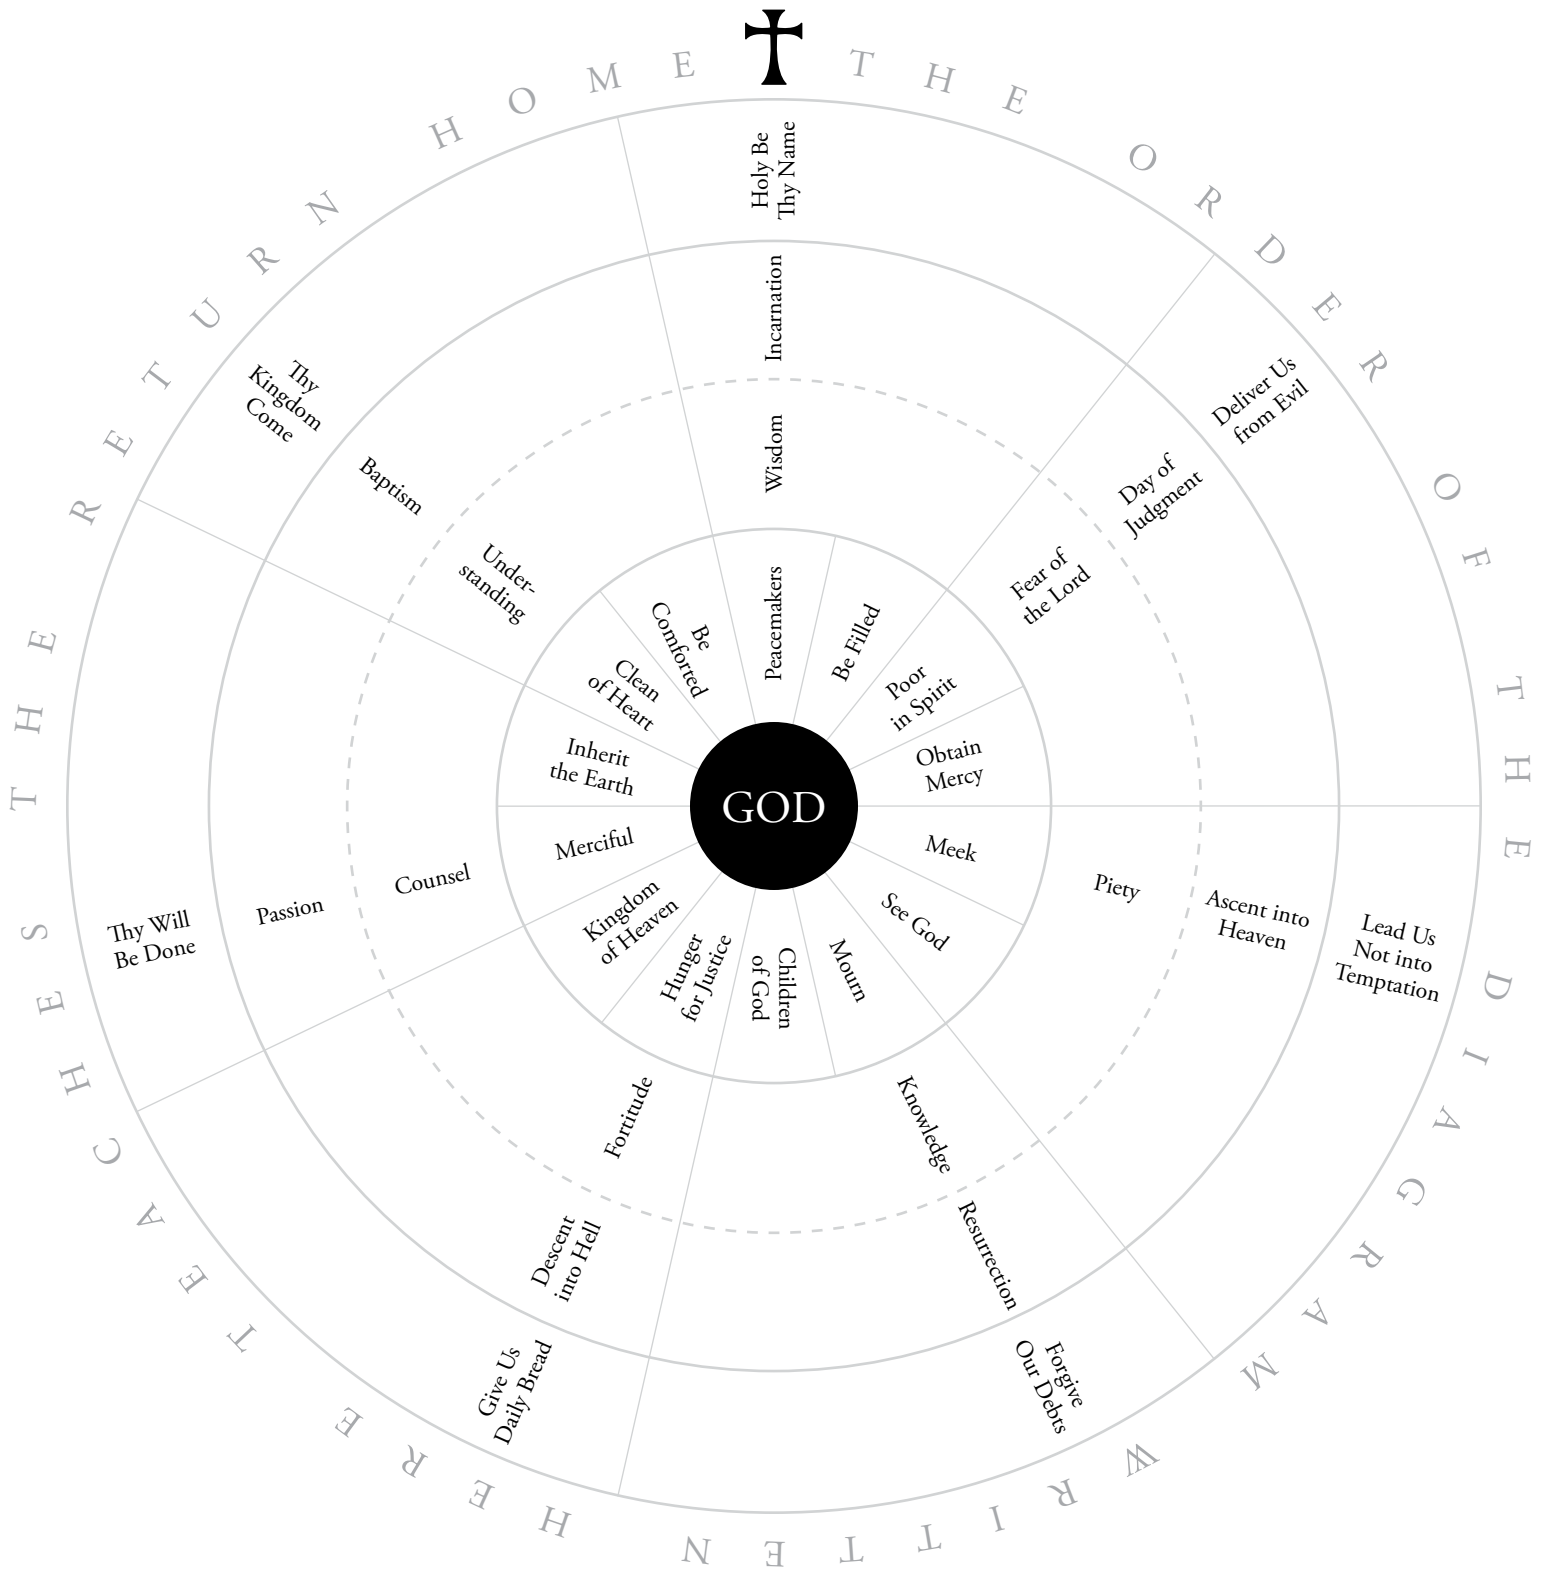 THE ORDER OF THE DIAGRAM WRITTEN HERE TEACHES THE RETURN HOME
Holy Be
Thy Name
Incarnation
Wisdom
Peacemakers
Be Filled
Deliver Us
from Evil
Day of
Judgment
Fear of
the Lord
Poor
in Spirit
Obtain
Mercy
Lead Us
Not into
Temptation
Ascent into
Heaven
Piety
Meek
See God
Forgive
Our Debts
Resurrection
Knowledge
Mourn
Children
of God
Give Us
Daily Bread
Descent
into Hell
Fortitude
Hunger
for Justice
Kingdom
of Heaven
Thy Will
Be Done
Passion
Counsel
Merciful
Inherit
the Earth
Thy
Kingdom
Come
Baptism
Under-
standing
Clean
of Heart
Be
Comforted
GOD